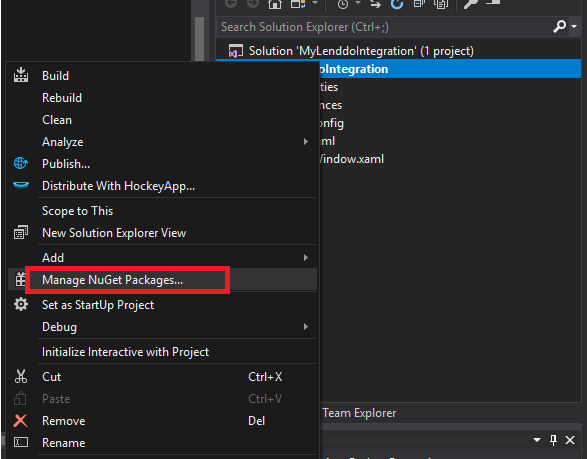 Search Solution Explorer (Ctrl+;)
Solution 'MyLenddoIntegration' (1 project)
oIntegration
ties
nces
nfig
ml
Window.xaml
Build
Rebuild
Clean
Analyze
Publish...
Distribute With HockeyApp...
Scope to This
New Solution Explorer View
Add
Manage NuGet Packages...
Set as StartUp Project
Debug
Initialize Interactive with Project
Cut Ctrl+X
Paste Ctrl+V
Remove Del
Rename
Team Explorer